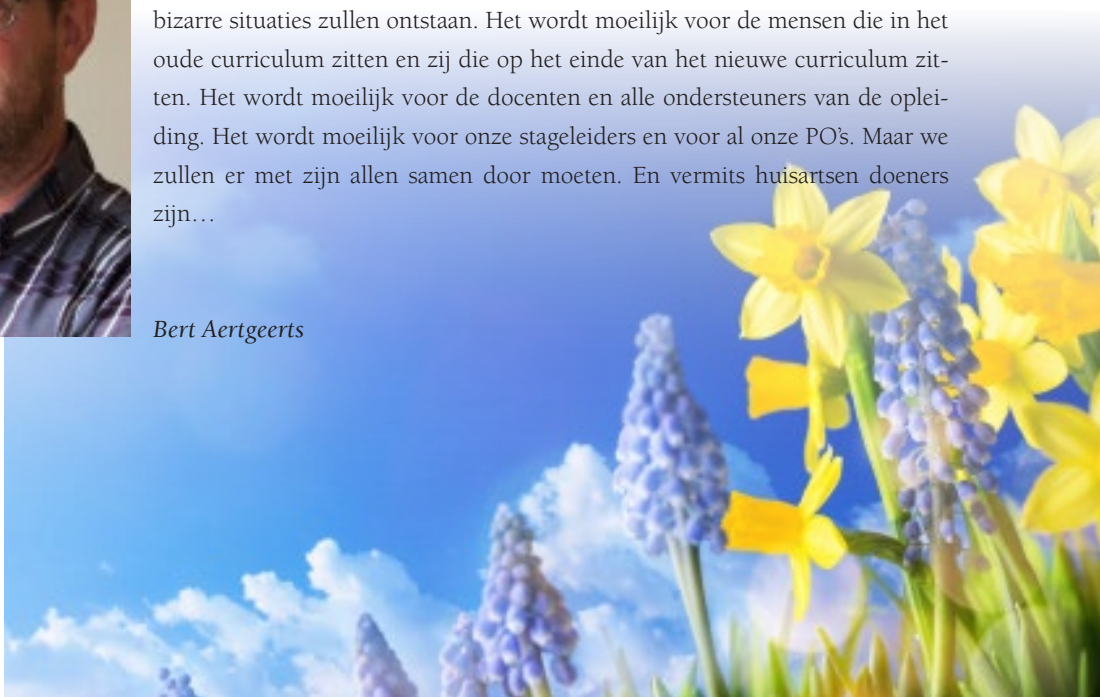 bizarre situaties zullen ontstaan. Het wordt moeilijk voor de mensen die in het
oude curriculum zitten en zij die op het einde van het nieuwe curriculum zit-
ten. Het wordt moeilijk voor de docenten en alle ondersteuners van de oplei-
ding. Het wordt moeilijk voor onze stageleiders en voor al onze PO's. Maar we
zullen er met zijn allen samen door moeten. En vermits huisartsen doeners
zijn…
Bert Aertgeerts